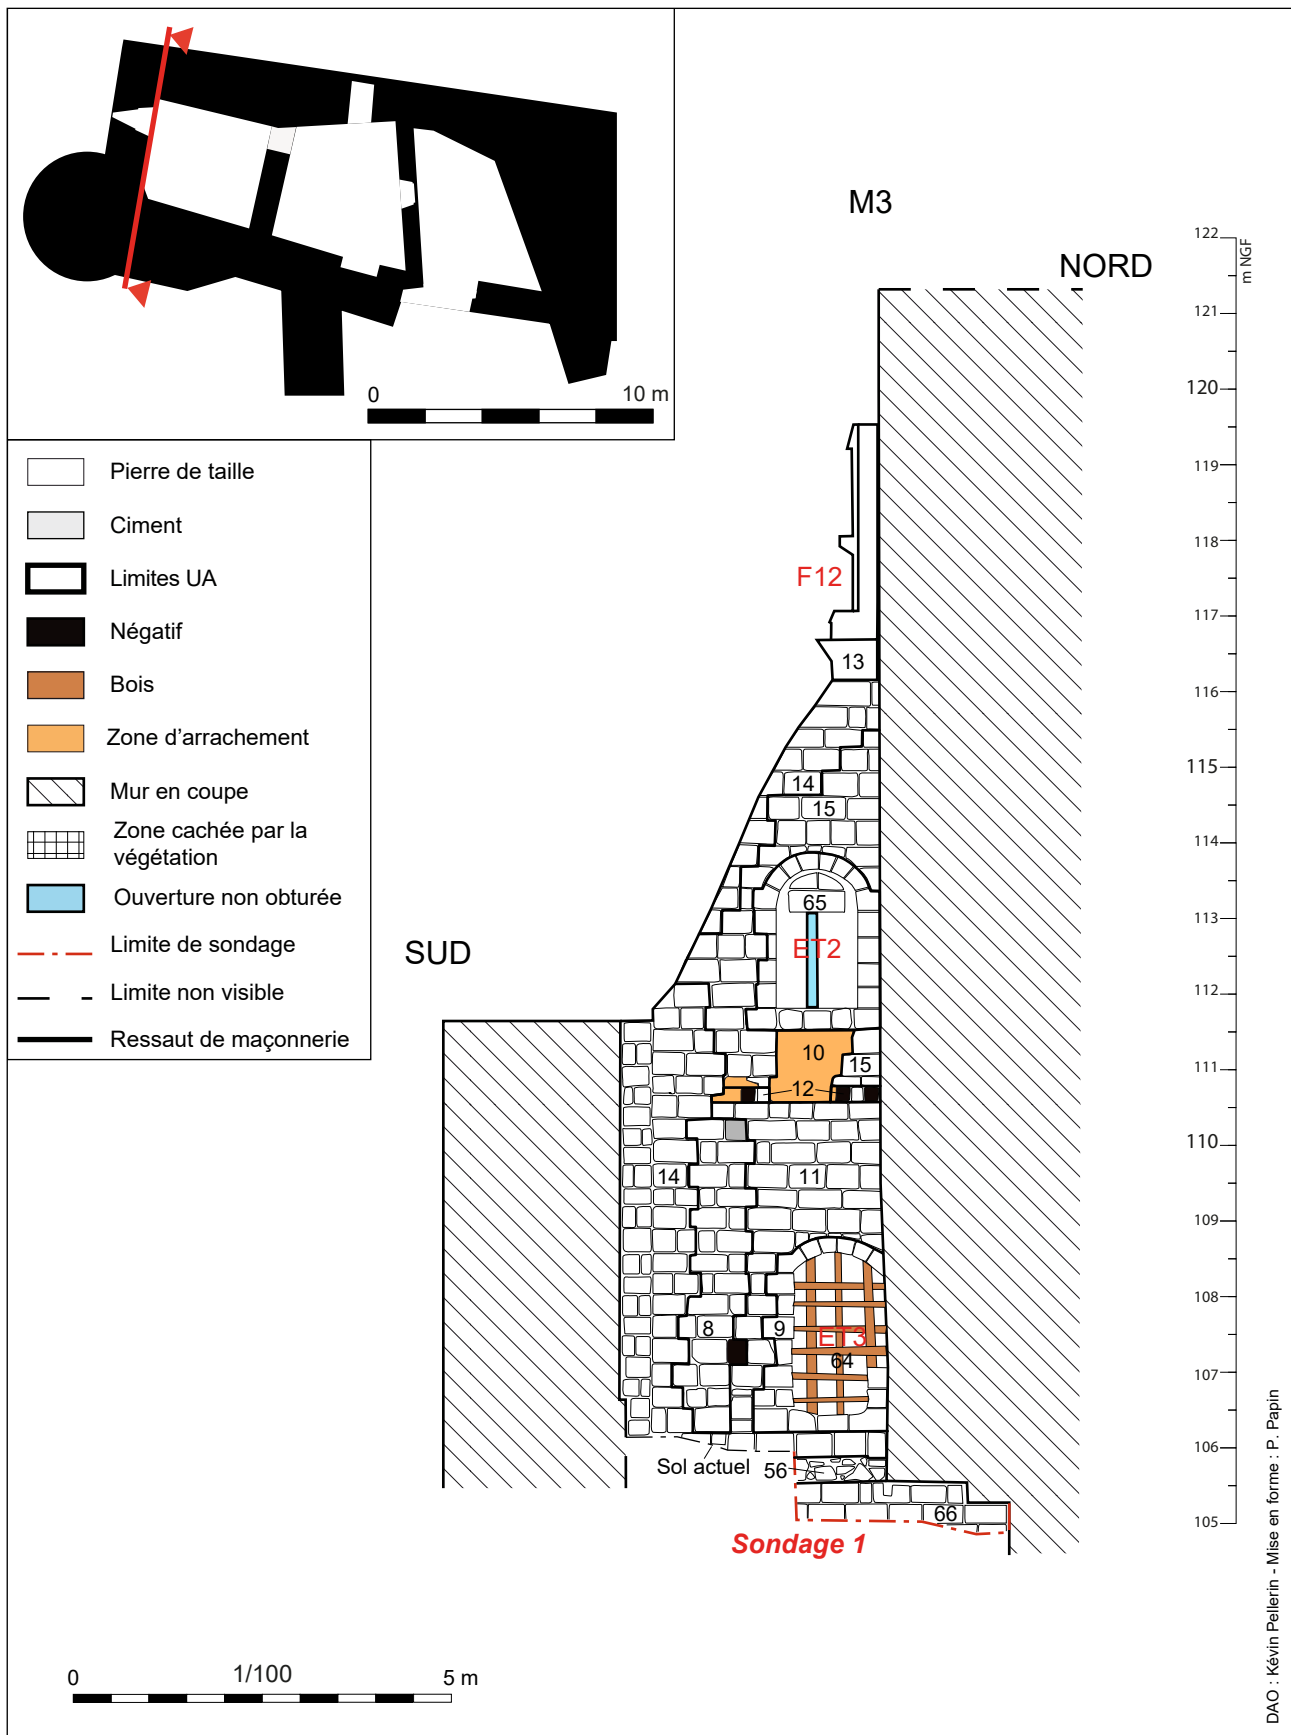 0
10 m
Pierre de taille
Ciment
Limites UA
Négatif
Bois
Zone d'arrachement
Mur en coupe
Zone cachée par la
végétation
Ouverture non obturée
Limite de sondage
Limite non visible
Ressaut de maçonnerie
M3
NORD
SUD
122
m NGF
121
120
119
118
117
116
115
114
113
112
111
110
109
108
107
106
105
F12
13
14
15
65
ET2
10
15
12
14
11
8
9
ET3
64
Sol actuel
56
66
Sondage 1
0
1/100
5 m
DAO : Kévin Pellerin - Mise en forme : P. Papin